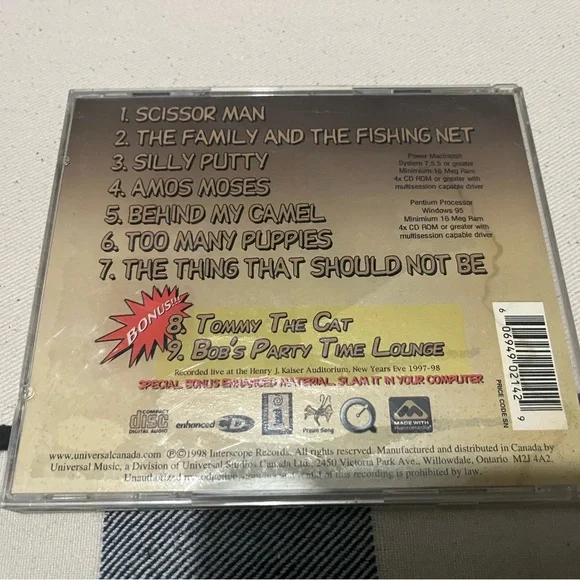 1. SCISSOR MAN
2. THE FAMILY AND THE FISHING NET
3. SILLY PUTTY
4. AMOS MOSES
5. BEHIND MY CAMEL
6. TOO MANY PUPPIES
7. THE THING THAT SHOULD NOT BE
Power Macintosh
System 7.5.5 or greater
Minimium 16 Meg Ram
4x CD ROM or greater with
multisession capable driver
Pentium Processor
Windows 95
Minimium 16 Meg Ram
4x CD ROM or greater with
multisession capable driver
BONUS!!!
8. TOMMY THE CAT
9. BOB'S PARTY TIME LOUNGE
Recorded live at the Henry J. Kaiser Auditorium, New Years Eve 1997-98
SPECIAL BONUS ENHANCED MATERIAL. SLAM IT IN YOUR COMPUTER
COMPACT
disc
DIGITAL AUDIO
enhanced CD
Prawn Song
MADE WITH
Macromedia
6 06949 02142 9
PRICE CODE SN
www.universalcanada.com ℗©1998 Interscope Records. All rights reserved. Manufactured and distributed in Canada by
Universal Music, a Division of Universal Studios Canada Ltd., 2450 Victoria Park Ave., Willowdale, Ontario M2J 4A2.
Unauthorized of this recording is prohibited by law.